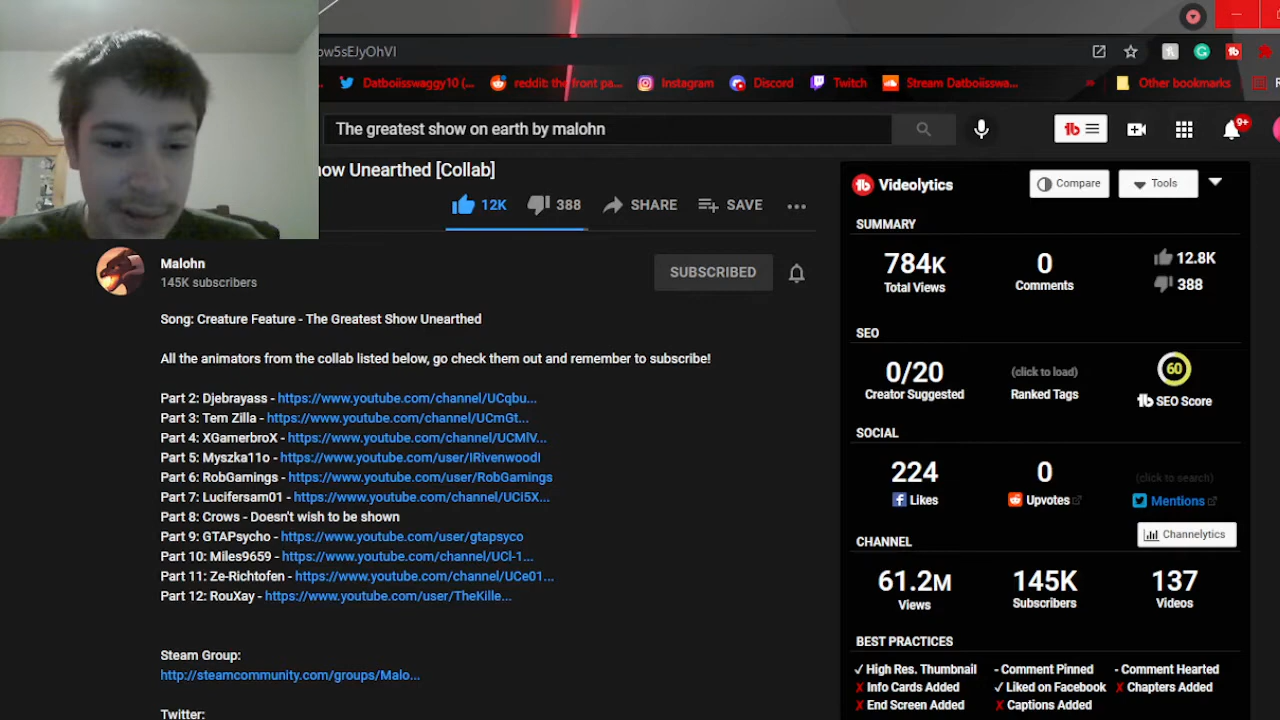 ow5sEJyOhVI
Datboiisswaggy10 (... reddit: the front pa... Instagram Discord Twitch Stream Datboiisswa... » Other bookmarks
The greatest show on earth by malohn
9+
how Unearthed [Collab]
12K 388 SHARE SAVE
Malohn
145K subscribers
SUBSCRIBED
Song: Creature Feature - The Greatest Show Unearthed
All the animators from the collab listed below, go check them out and remember to subscribe!
Part 2: Djebrayass - https://www.youtube.com/channel/UCqbu...
Part 3: Tem Zilla - https://www.youtube.com/channel/UCmGt...
Part 4: XGamerbroX - https://www.youtube.com/channel/UCMlV...
Part 5: Myszka11o - https://www.youtube.com/user/IRivenwoodI
Part 6: RobGamings - https://www.youtube.com/user/RobGamings
Part 7: Lucifersam01 - https://www.youtube.com/channel/UCi5X...
Part 8: Crows - Doesn't wish to be shown
Part 9: GTAPsycho - https://www.youtube.com/user/gtapsyco
Part 10: Miles9659 - https://www.youtube.com/channel/UCl-1...
Part 11: Ze-Richtofen - https://www.youtube.com/channel/UCe01...
Part 12: RouXay - https://www.youtube.com/user/TheKille...
Steam Group:
http://steamcommunity.com/groups/Malo...
Twitter:
Videolytics Compare Tools
SUMMARY
784K 0 12.8K
Total Views Comments 388
SEO
0/20 (click to load) 60
Creator Suggested Ranked Tags SEO Score
SOCIAL
224 0 (click to search)
Likes Upvotes Mentions
CHANNEL Channelytics
61.2M 145K 137
Views Subscribers Videos
BEST PRACTICES
✓ High Res. Thumbnail - Comment Pinned - Comment Hearted
✗ Info Cards Added ✓ Liked on Facebook ✗ Chapters Added
✗ End Screen Added ✗ Captions Added